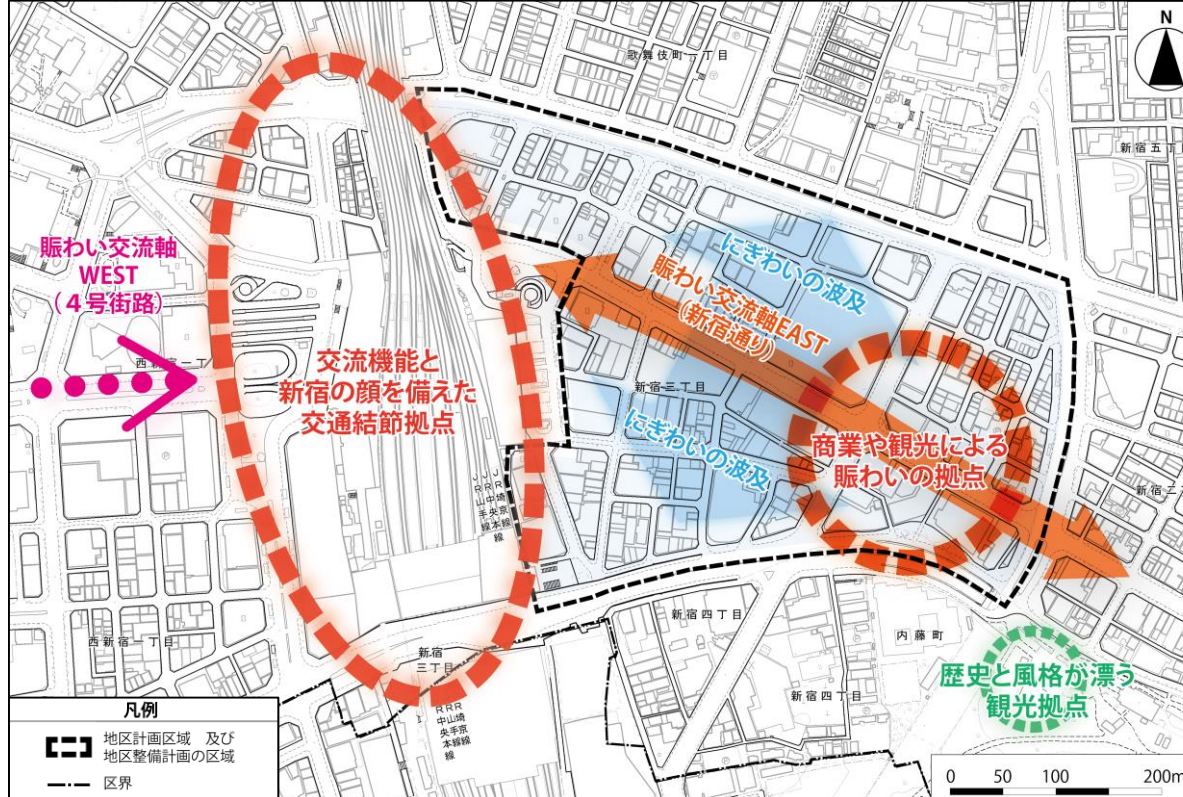 N
歌舞伎町一丁目
新宿五丁目
賑わい交流軸
WEST
（４号街路）
西新宿一丁
交流機能と
新宿の顔を備えた
交通結節拠点
にぎわいの波及
賑わい交流軸EAST
（新宿通り）
新宿三丁目
にぎわいの波及
商業や観光による
賑わいの拠点
新宿二
JR山手線
JR中央本線
JR埼京線
新宿四丁目
内藤町
西新宿一丁目
新宿
三丁目
新宿四丁目
歴史と風格が漂う
観光拠点
JR中央本線
JR山手線
JR埼京線
凡例
地区計画区域　及び
地区整備計画の区域
区界
0 50 100 200m